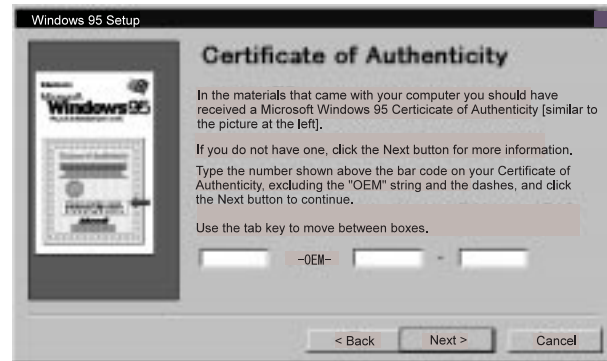 Windows 95 Setup
Certificate of Authenticity
In the materials that came with your computer you should have
received a Microsoft Windows 95 Certicicate of Authenticity [similar to
the picture at the left].
If you do not have one, click the Next button for more information.
Type the number shown above the bar code on your Certificate of
Authenticity, excluding the "OEM" string and the dashes, and click
the Next button to continue.
Use the tab key to move between boxes.
-OEM- -
< Back Next > Cancel
Windows 95